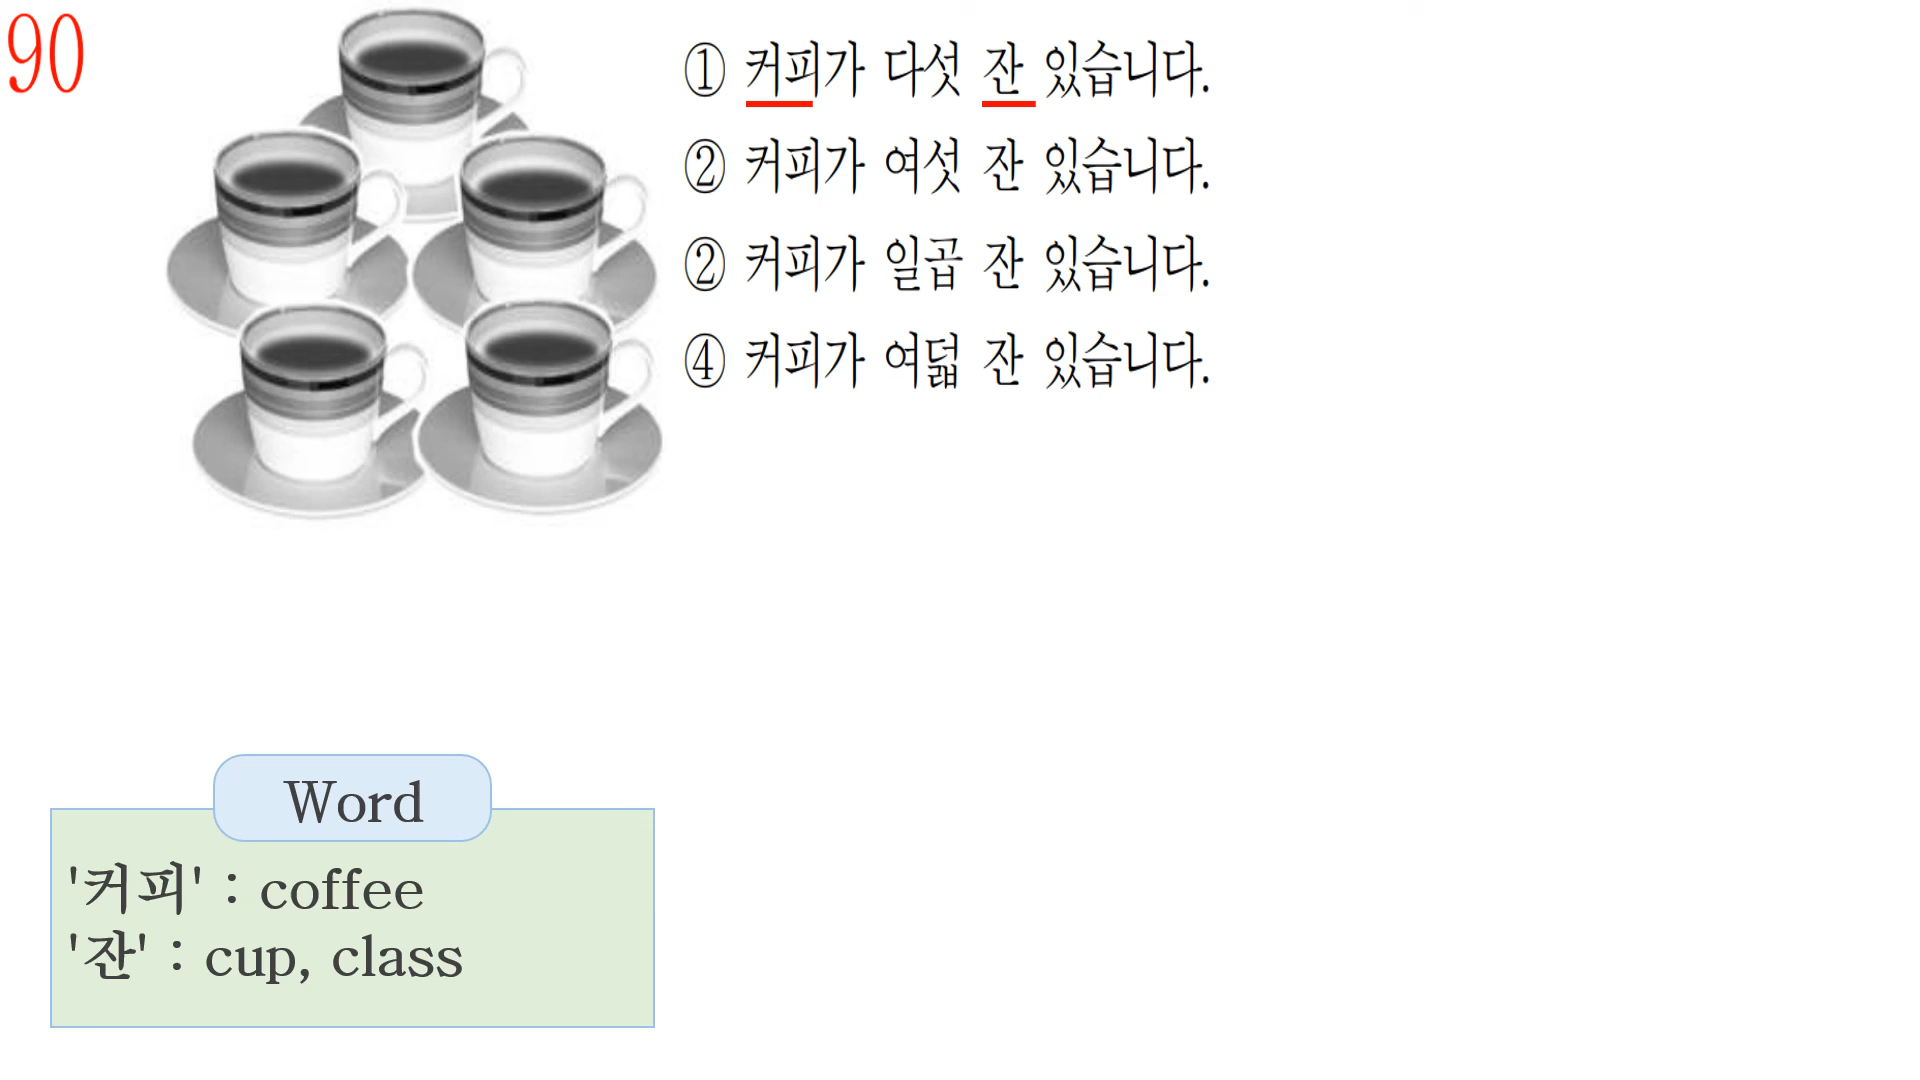 90
① 커피가 다섯 잔 있습니다.
② 커피가 여섯 잔 있습니다.
② 커피가 일곱 잔 있습니다.
④ 커피가 여덟 잔 있습니다.
Word
'커피' : coffee
'잔' : cup, class